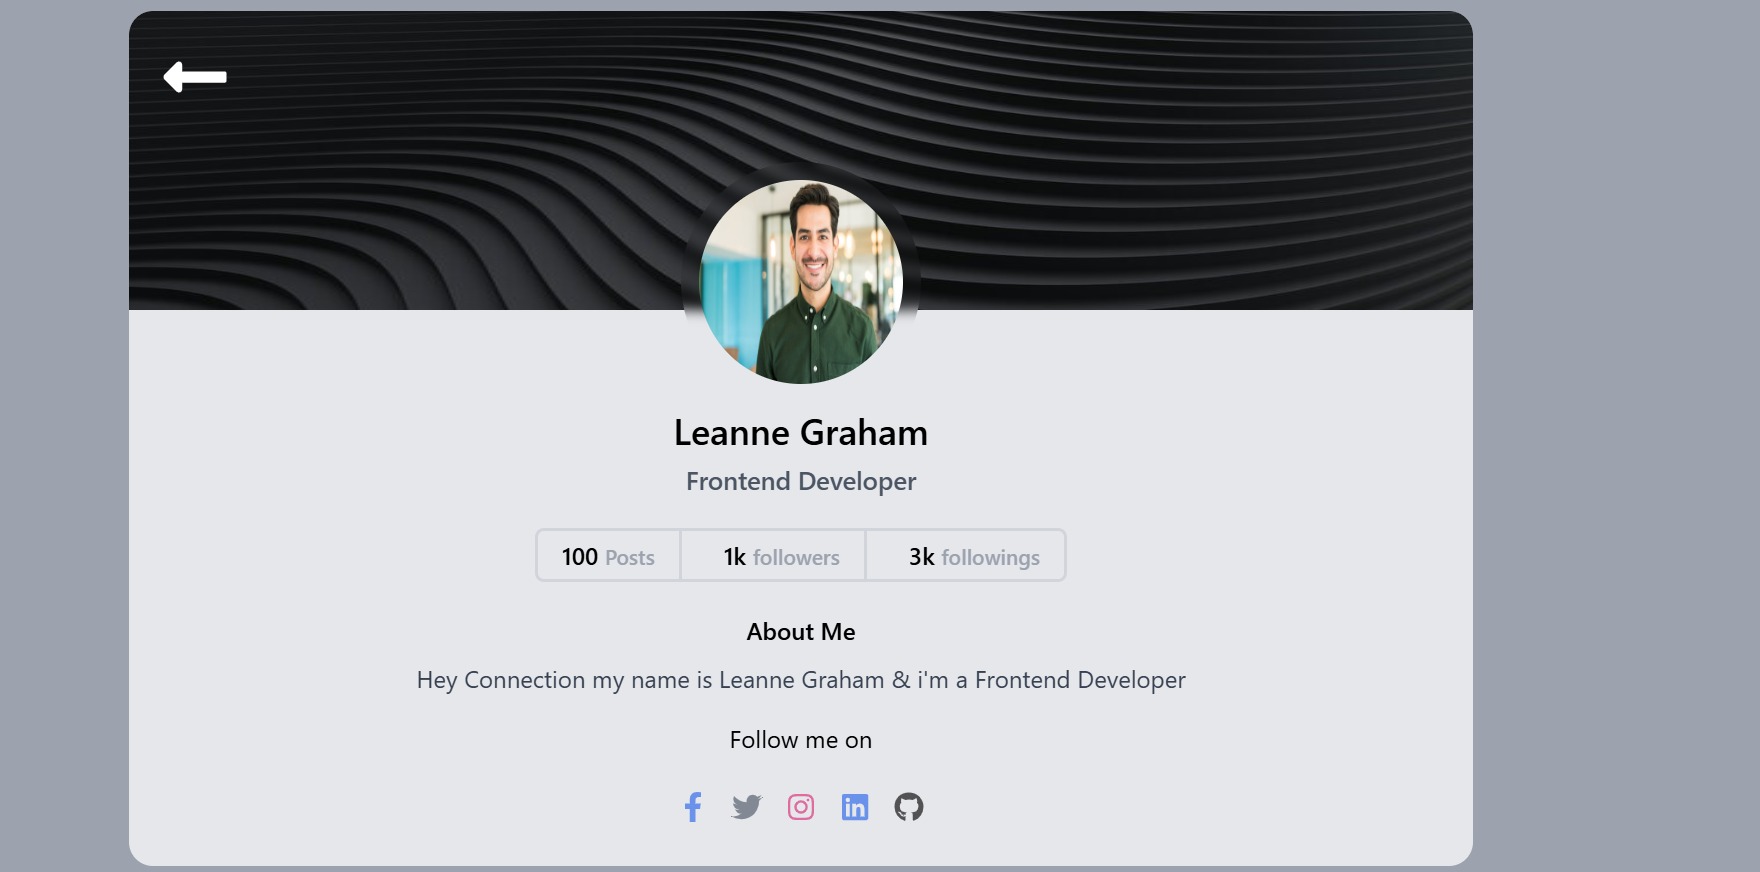 Leanne Graham
Frontend Developer
100 Posts 1k followers 3k followings
About Me
Hey Connection my name is Leanne Graham & i'm a Frontend Developer
Follow me on